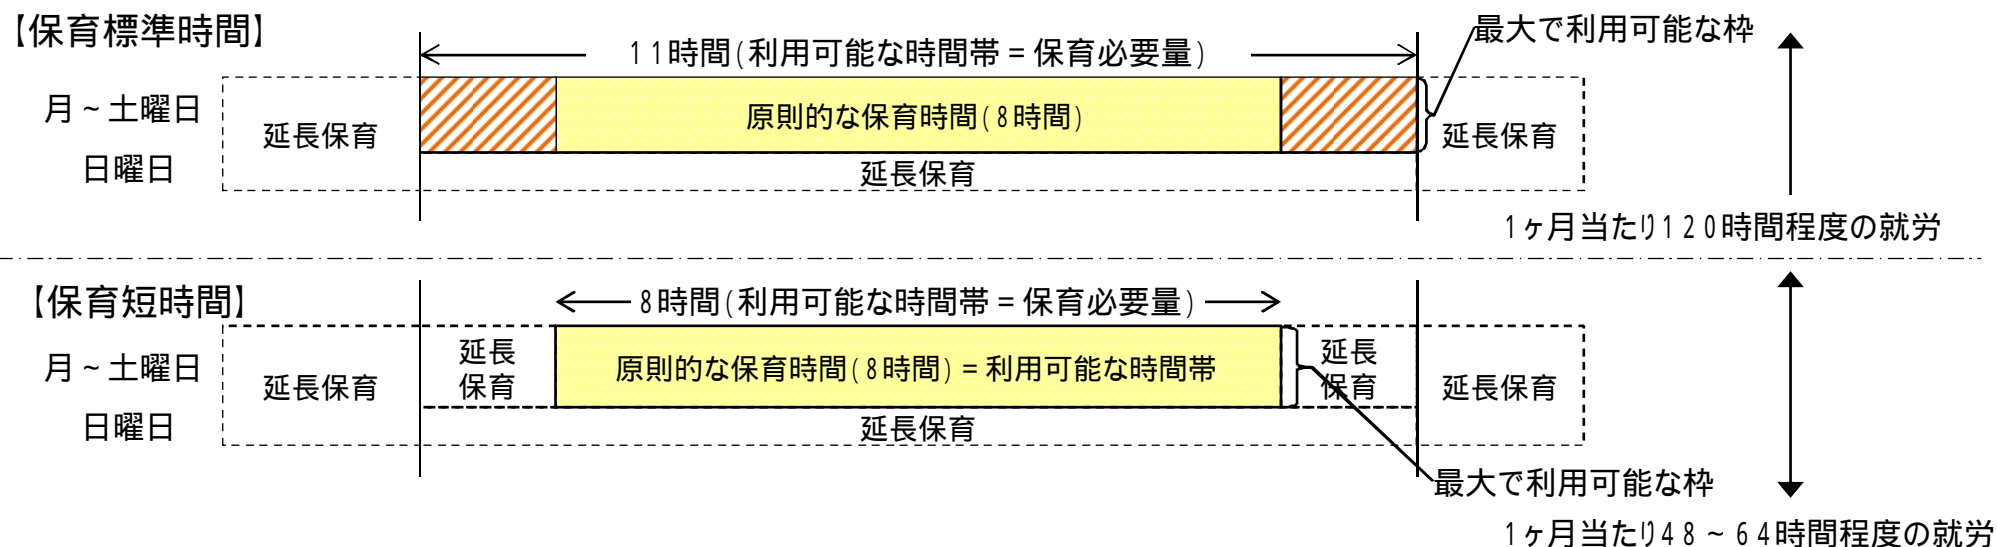 【保育標準時間】
11時間(利用可能な時間帯=保育必要量)
最大で利用可能な枠
月~土曜日
延長保育
原則的な保育時間(8時間)
延長保育
日曜日
延長保育
1ヶ月当たり120時間程度の就労
【保育短時間】
8時間(利用可能な時間帯=保育必要量)
月~土曜日
延長保育
延長
保育
原則的な保育時間(8時間)=利用可能な時間帯
延長
保育
延長保育
日曜日
延長保育
最大で利用可能な枠
1ヶ月当たり48~64時間程度の就労